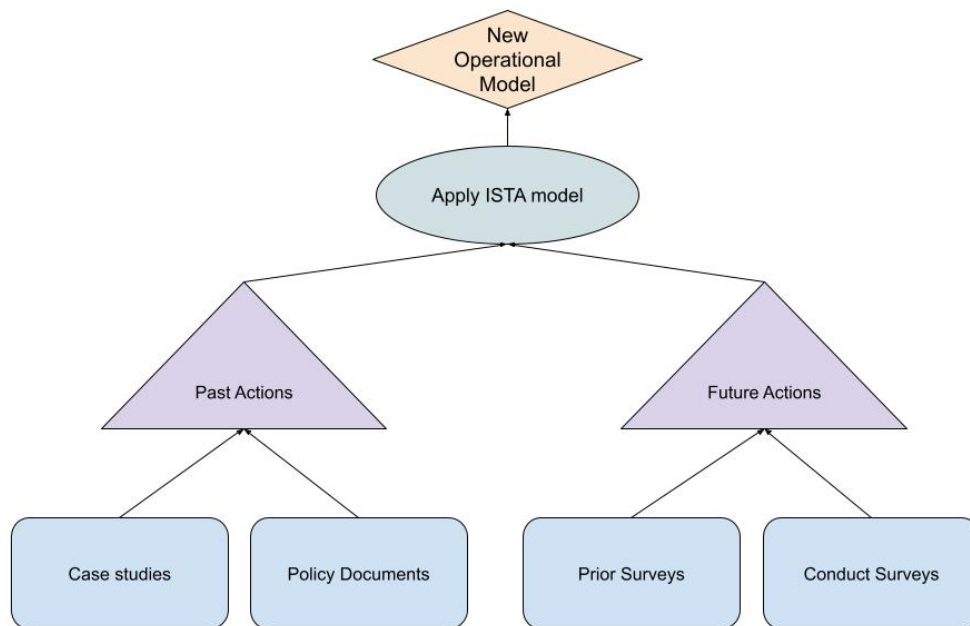 New
Operational
Model
Apply ISTA model
Past Actions
Future Actions
Case studies
Policy Documents
Prior Surveys
Conduct Surveys